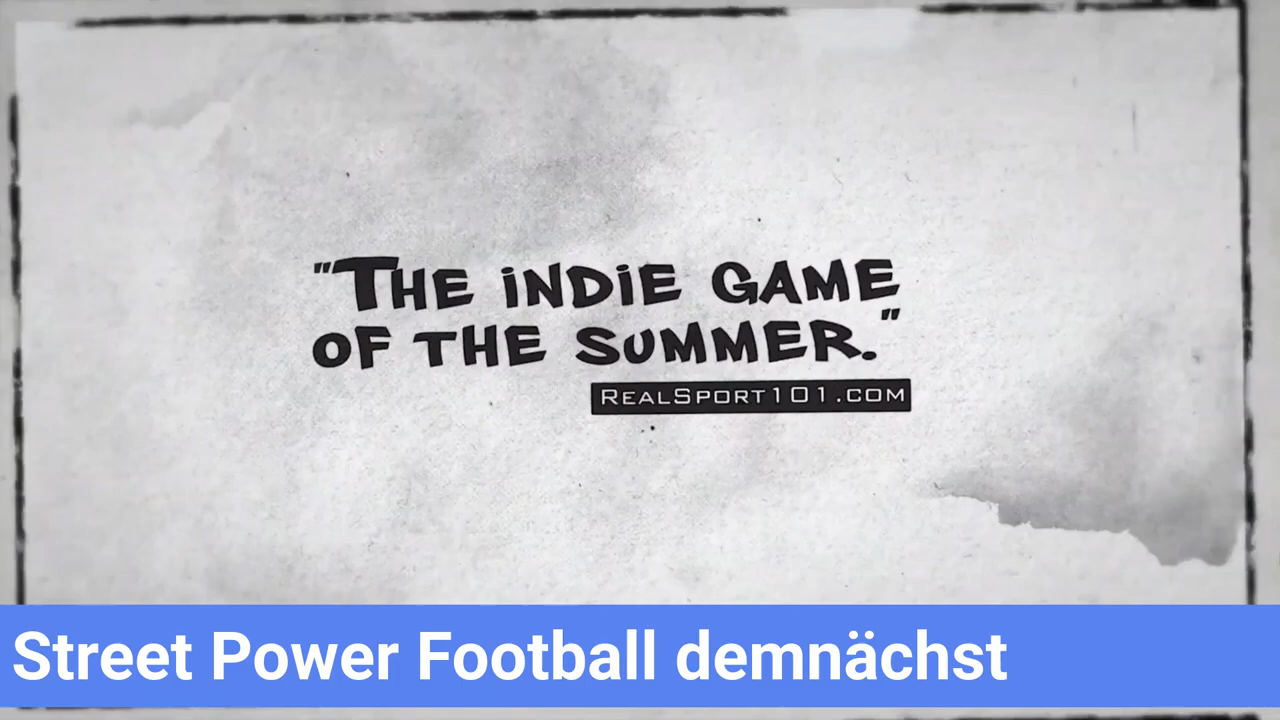 "The indie game
of the summer."
RealSport101.com
Street Power Football demnächst